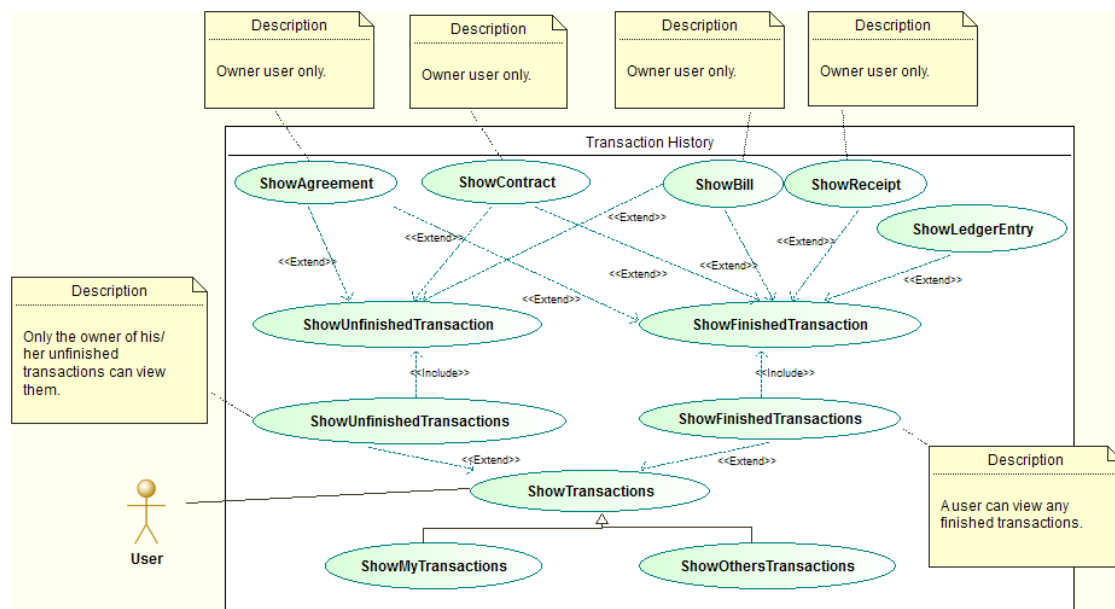 Description
Owner user only.
Description
Owner user only.
Description
Owner user only.
Description
Owner user only.
Transaction History
ShowAgreement
ShowContract
ShowBill
ShowReceipt
ShowLedgerEntry
<<Extend>>
<<Extend>>
<<Extend>>
<<Extend>>
<<Extend>>
<<Extend>>
<<Extend>>
<<Extend>>
Description
Only the owner of his/
her unfinished
transactions can view
them.
ShowUnfinishedTransaction
ShowFinishedTransaction
<<Include>>
<<Include>>
ShowUnfinishedTransactions
ShowFinishedTransactions
<<Extend>>
<<Extend>>
Description
A user can view any
finished transactions.
ShowTransactions
User
ShowMyTransactions
ShowOthersTransactions